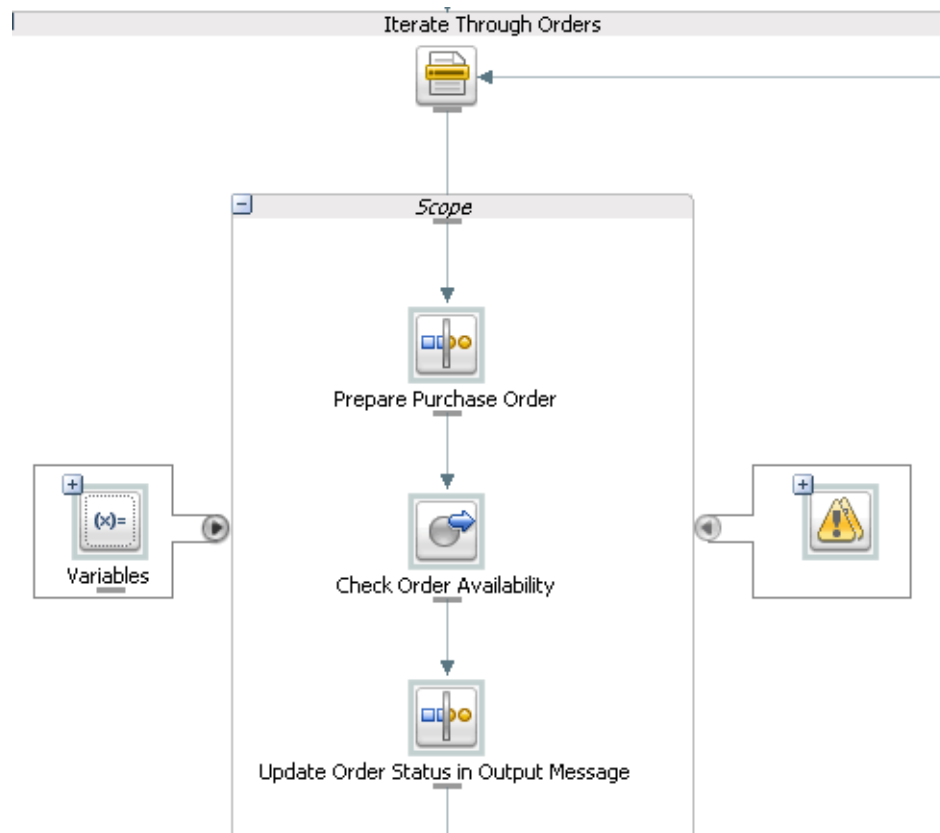 Iterate Through Orders
Scope
Prepare Purchase Order
(x)=
Variables
Check Order Availability
Update Order Status in Output Message